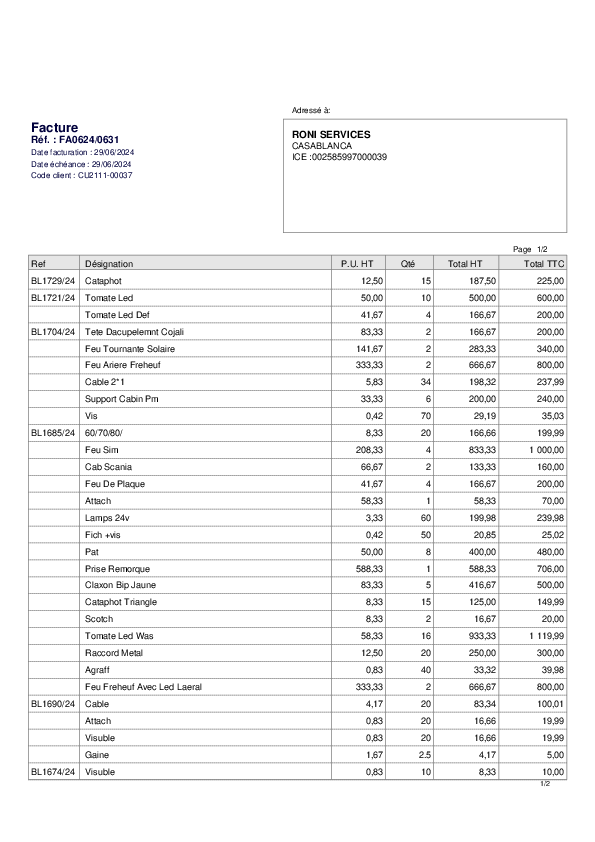 Adressé à:
Facture
Réf. : FA0624/0631
Date facturation : 29/06/2024
Date échéance : 29/06/2024
Code client : CU2111-00037
RONI SERVICES
CASABLANCA
ICE :002585997000039
Page 1/2
Ref Désignation P.U. HT Qté Total HT Total TTC
BL1729/24 Cataphot 12,50 15 187,50 225,00
BL1721/24 Tomate Led 50,00 10 500,00 600,00
Tomate Led Def 41,67 4 166,67 200,00
BL1704/24 Tete Dacupelemnt Cojali 83,33 2 166,67 200,00
Feu Tournante Solaire 141,67 2 283,33 340,00
Feu Ariere Freheuf 333,33 2 666,67 800,00
Cable 2*1 5,83 34 198,32 237,99
Support Cabin Pm 33,33 6 200,00 240,00
Vis 0,42 70 29,19 35,03
BL1685/24 60/70/80/ 8,33 20 166,66 199,99
Feu Sim 208,33 4 833,33 1 000,00
Cab Scania 66,67 2 133,33 160,00
Feu De Plaque 41,67 4 166,67 200,00
Attach 58,33 1 58,33 70,00
Lamps 24v 3,33 60 199,98 239,98
Fich +vis 0,42 50 20,85 25,02
Pat 50,00 8 400,00 480,00
Prise Remorque 588,33 1 588,33 706,00
Claxon Bip Jaune 83,33 5 416,67 500,00
Cataphot Triangle 8,33 15 125,00 149,99
Scotch 8,33 2 16,67 20,00
Tomate Led Was 58,33 16 933,33 1 119,99
Raccord Metal 12,50 20 250,00 300,00
Agraff 0,83 40 33,32 39,98
Feu Freheuf Avec Led Laeral 333,33 2 666,67 800,00
BL1690/24 Cable 4,17 20 83,34 100,01
Attach 0,83 20 16,66 19,99
Visuble 0,83 20 16,66 19,99
Gaine 1,67 2.5 4,17 5,00
BL1674/24 Visuble 0,83 10 8,33 10,00
1/2